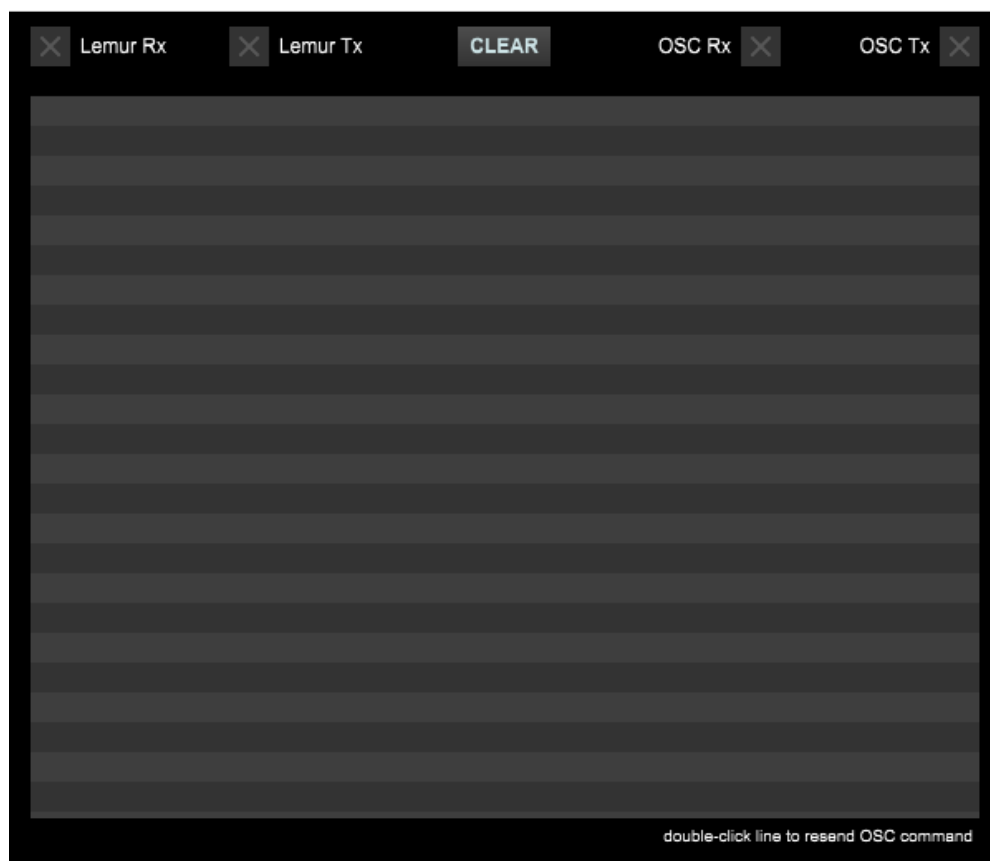 Lemur Rx Lemur Tx CLEAR OSC Rx OSC Tx
double-click line to resend OSC command